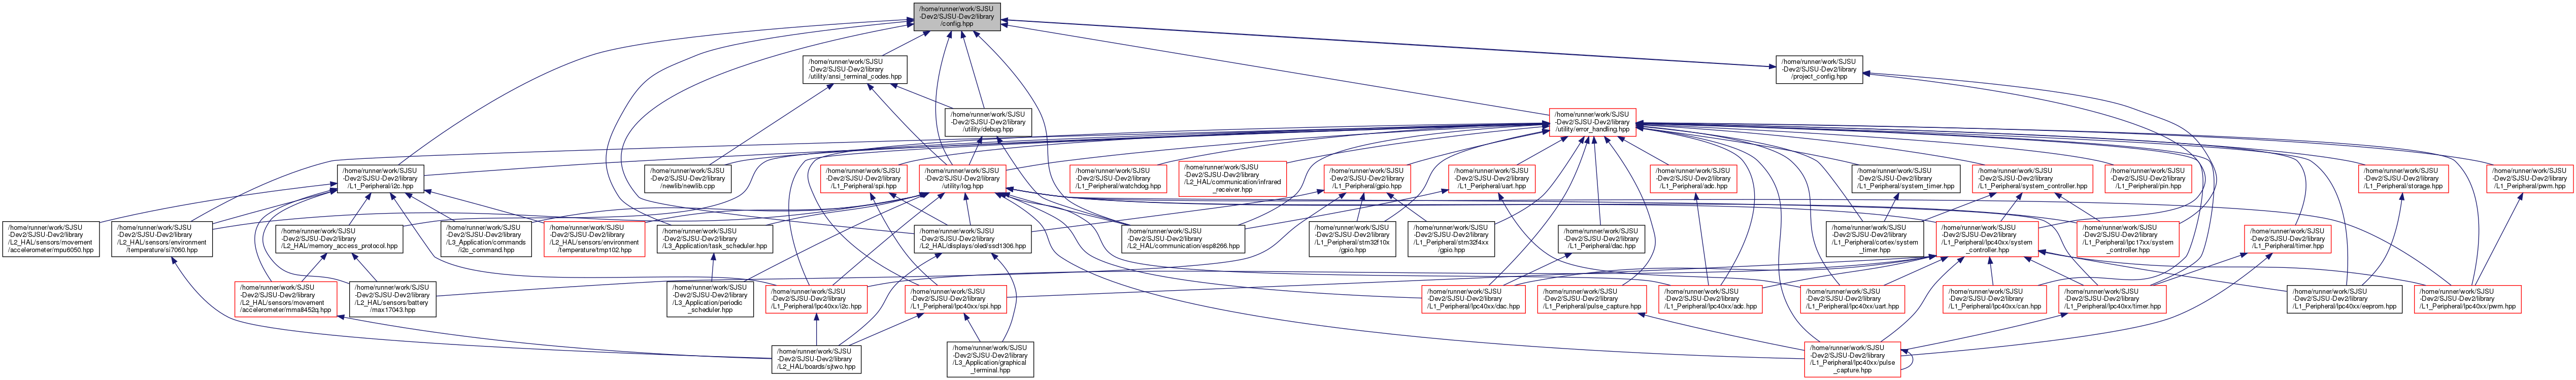 /home/runner/work/SJSU
-Dev2/SJSU-Dev2/library
/config.hpp
/home/runner/work/SJSU
-Dev2/SJSU-Dev2/library
/utility/ansi_terminal_codes.hpp
/home/runner/work/SJSU
-Dev2/SJSU-Dev2/library
/project_config.hpp
/home/runner/work/SJSU
-Dev2/SJSU-Dev2/library
/utility/debug.hpp
/home/runner/work/SJSU
-Dev2/SJSU-Dev2/library
/utility/error_handling.hpp
/home/runner/work/SJSU
-Dev2/SJSU-Dev2/library
/L1_Peripheral/i2c.hpp
/home/runner/work/SJSU
-Dev2/SJSU-Dev2/library
/newlib/newlib.cpp
/home/runner/work/SJSU
-Dev2/SJSU-Dev2/library
/L1_Peripheral/spi.hpp
/home/runner/work/SJSU
-Dev2/SJSU-Dev2/library
/utility/log.hpp
/home/runner/work/SJSU
-Dev2/SJSU-Dev2/library
/L1_Peripheral/watchdog.hpp
/home/runner/work/SJSU
-Dev2/SJSU-Dev2/library
/L2_HAL/communication/infrared
_receiver.hpp
/home/runner/work/SJSU
-Dev2/SJSU-Dev2/library
/L1_Peripheral/gpio.hpp
/home/runner/work/SJSU
-Dev2/SJSU-Dev2/library
/L1_Peripheral/uart.hpp
/home/runner/work/SJSU
-Dev2/SJSU-Dev2/library
/L1_Peripheral/adc.hpp
/home/runner/work/SJSU
-Dev2/SJSU-Dev2/library
/L1_Peripheral/system_timer.hpp
/home/runner/work/SJSU
-Dev2/SJSU-Dev2/library
/L1_Peripheral/system_controller.hpp
/home/runner/work/SJSU
-Dev2/SJSU-Dev2/library
/L1_Peripheral/pin.hpp
/home/runner/work/SJSU
-Dev2/SJSU-Dev2/library
/L1_Peripheral/storage.hpp
/home/runner/work/SJSU
-Dev2/SJSU-Dev2/library
/L1_Peripheral/pwm.hpp
/home/runner/work/SJSU
-Dev2/SJSU-Dev2/library
/L2_HAL/sensors/movement
/accelerometer/mpu6050.hpp
/home/runner/work/SJSU
-Dev2/SJSU-Dev2/library
/L2_HAL/sensors/environment
/temperature/si7060.hpp
/home/runner/work/SJSU
-Dev2/SJSU-Dev2/library
/L2_HAL/memory_access_protocol.hpp
/home/runner/work/SJSU
-Dev2/SJSU-Dev2/library
/L3_Application/commands
/i2c_command.hpp
/home/runner/work/SJSU
-Dev2/SJSU-Dev2/library
/L2_HAL/sensors/environment
/temperature/tmp102.hpp
/home/runner/work/SJSU
-Dev2/SJSU-Dev2/library
/L3_Application/task_scheduler.hpp
/home/runner/work/SJSU
-Dev2/SJSU-Dev2/library
/L2_HAL/displays/oled/ssd1306.hpp
/home/runner/work/SJSU
-Dev2/SJSU-Dev2/library
/L2_HAL/communication/esp8266.hpp
/home/runner/work/SJSU
-Dev2/SJSU-Dev2/library
/L1_Peripheral/stm32f10x
/gpio.hpp
/home/runner/work/SJSU
-Dev2/SJSU-Dev2/library
/L1_Peripheral/stm32f4xx
/gpio.hpp
/home/runner/work/SJSU
-Dev2/SJSU-Dev2/library
/L1_Peripheral/dac.hpp
/home/runner/work/SJSU
-Dev2/SJSU-Dev2/library
/L1_Peripheral/cortex/system
_timer.hpp
/home/runner/work/SJSU
-Dev2/SJSU-Dev2/library
/L1_Peripheral/lpc40xx/system
_controller.hpp
/home/runner/work/SJSU
-Dev2/SJSU-Dev2/library
/L1_Peripheral/lpc17xx/system
_controller.hpp
/home/runner/work/SJSU
-Dev2/SJSU-Dev2/library
/L1_Peripheral/timer.hpp
/home/runner/work/SJSU
-Dev2/SJSU-Dev2/library
/L2_HAL/sensors/movement
/accelerometer/mma8452q.hpp
/home/runner/work/SJSU
-Dev2/SJSU-Dev2/library
/L2_HAL/sensors/battery
/max17043.hpp
/home/runner/work/SJSU
-Dev2/SJSU-Dev2/library
/L3_Application/periodic
_scheduler.hpp
/home/runner/work/SJSU
-Dev2/SJSU-Dev2/library
/L1_Peripheral/lpc40xx/i2c.hpp
/home/runner/work/SJSU
-Dev2/SJSU-Dev2/library
/L1_Peripheral/lpc40xx/spi.hpp
/home/runner/work/SJSU
-Dev2/SJSU-Dev2/library
/L1_Peripheral/lpc40xx/dac.hpp
/home/runner/work/SJSU
-Dev2/SJSU-Dev2/library
/L1_Peripheral/pulse_capture.hpp
/home/runner/work/SJSU
-Dev2/SJSU-Dev2/library
/L1_Peripheral/lpc40xx/adc.hpp
/home/runner/work/SJSU
-Dev2/SJSU-Dev2/library
/L1_Peripheral/lpc40xx/uart.hpp
/home/runner/work/SJSU
-Dev2/SJSU-Dev2/library
/L1_Peripheral/lpc40xx/can.hpp
/home/runner/work/SJSU
-Dev2/SJSU-Dev2/library
/L1_Peripheral/lpc40xx/timer.hpp
/home/runner/work/SJSU
-Dev2/SJSU-Dev2/library
/L1_Peripheral/lpc40xx/eeprom.hpp
/home/runner/work/SJSU
-Dev2/SJSU-Dev2/library
/L1_Peripheral/lpc40xx/pwm.hpp
/home/runner/work/SJSU
-Dev2/SJSU-Dev2/library
/L2_HAL/boards/sjtwo.hpp
/home/runner/work/SJSU
-Dev2/SJSU-Dev2/library
/L3_Application/graphical
_terminal.hpp
/home/runner/work/SJSU
-Dev2/SJSU-Dev2/library
/L1_Peripheral/lpc40xx/pulse
_capture.hpp